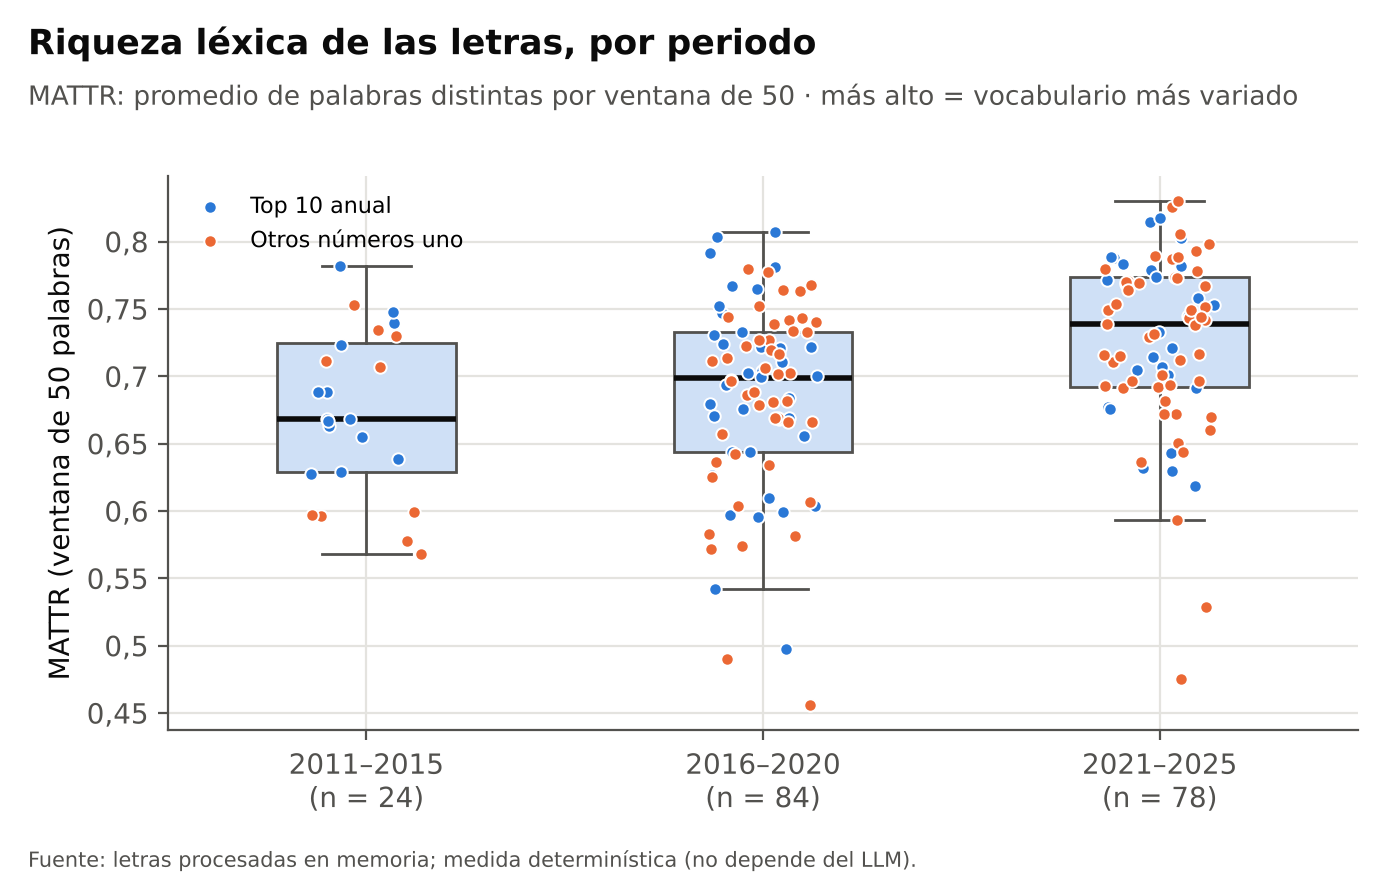 Riqueza léxica de las letras, por periodo
MATTR: promedio de palabras distintas por ventana de 50 · más alto = vocabulario más variado
MATTR (ventana de 50 palabras)
Top 10 anual
Otros números uno
0,8
0,75
0,7
0,65
0,6
0,55
0,5
0,45
2011–2015
(n = 24)
2016–2020
(n = 84)
2021–2025
(n = 78)
Fuente: letras procesadas en memoria; medida determinística (no depende del LLM).